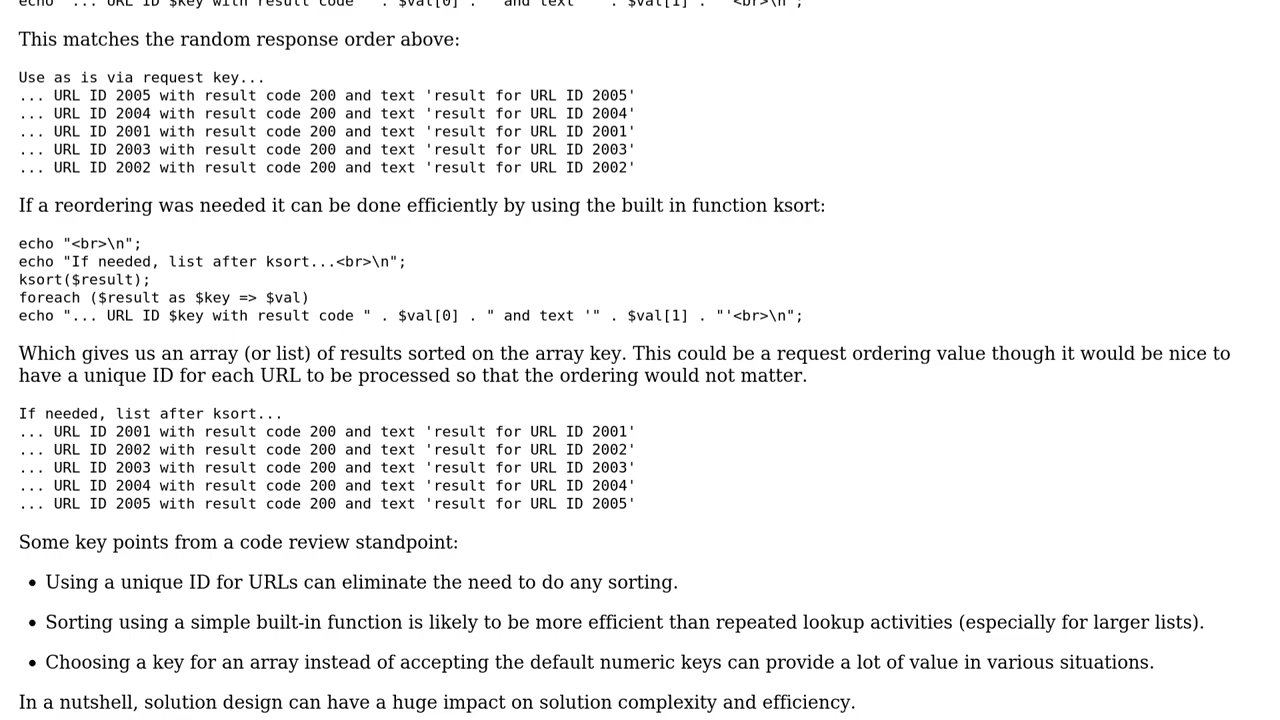 echo "... URL ID $key with result code " . $val[0] . " and text '" . $val[1] . "'<br>\n";
This matches the random response order above:
Use as is via request key...
... URL ID 2005 with result code 200 and text 'result for URL ID 2005'
... URL ID 2004 with result code 200 and text 'result for URL ID 2004'
... URL ID 2001 with result code 200 and text 'result for URL ID 2001'
... URL ID 2003 with result code 200 and text 'result for URL ID 2003'
... URL ID 2002 with result code 200 and text 'result for URL ID 2002'
If a reordering was needed it can be done efficiently by using the built in function ksort:
echo "<br>\n";
echo "If needed, list after ksort...<br>\n";
ksort($result);
foreach ($result as $key => $val)
echo "... URL ID $key with result code " . $val[0] . " and text '" . $val[1] . "'<br>\n";
Which gives us an array (or list) of results sorted on the array key. This could be a request ordering value though it would be nice to
have a unique ID for each URL to be processed so that the ordering would not matter.
If needed, list after ksort...
... URL ID 2001 with result code 200 and text 'result for URL ID 2001'
... URL ID 2002 with result code 200 and text 'result for URL ID 2002'
... URL ID 2003 with result code 200 and text 'result for URL ID 2003'
... URL ID 2004 with result code 200 and text 'result for URL ID 2004'
... URL ID 2005 with result code 200 and text 'result for URL ID 2005'
Some key points from a code review standpoint:
• Using a unique ID for URLs can eliminate the need to do any sorting.
• Sorting using a simple built-in function is likely to be more efficient than repeated lookup activities (especially for larger lists).
• Choosing a key for an array instead of accepting the default numeric keys can provide a lot of value in various situations.
In a nutshell, solution design can have a huge impact on solution complexity and efficiency.